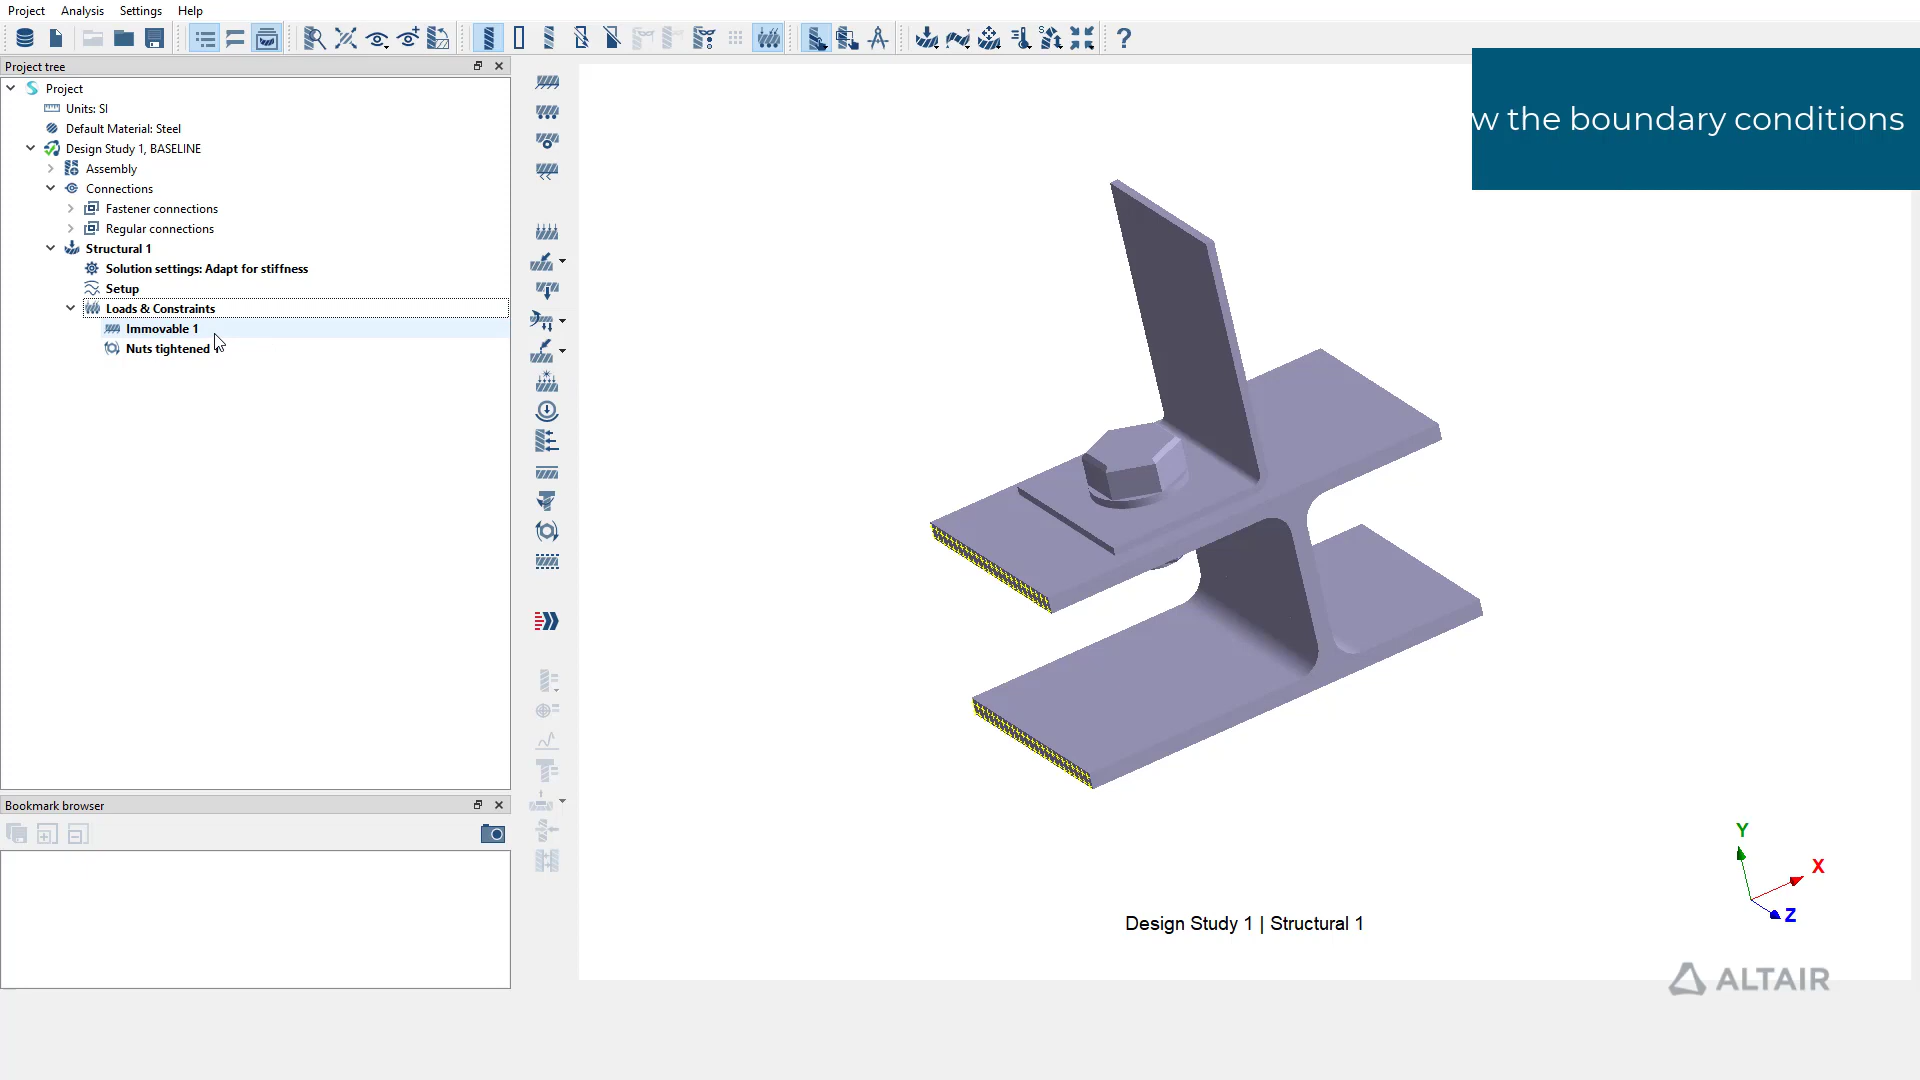 Project Analysis Settings Help
Project tree
Project
Units: SI
Default Material: Steel
Design Study 1, BASELINE
Assembly
Connections
Fastener connections
Regular connections
Structural 1
Solution settings: Adapt for stiffness
Setup
Loads & Constraints
Immovable 1
Nuts tightened
Bookmark browser
w the boundary conditions
Y
X
Z
Design Study 1 | Structural 1
ALTAIR